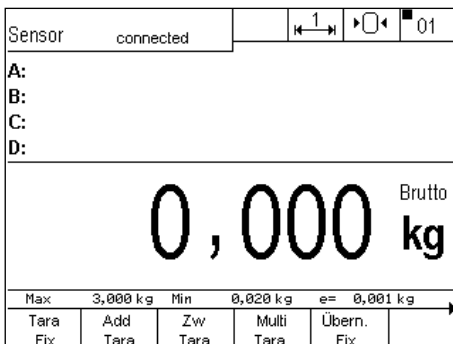 Sensor connected 1 01
A:
B:
C:
D:
0,000 Brutto kg
Max 3,000 kg Min 0,020 kg e= 0,001 kg
Tara Add Zw Multi Übern.
Fix Tara Tara Tara Fix